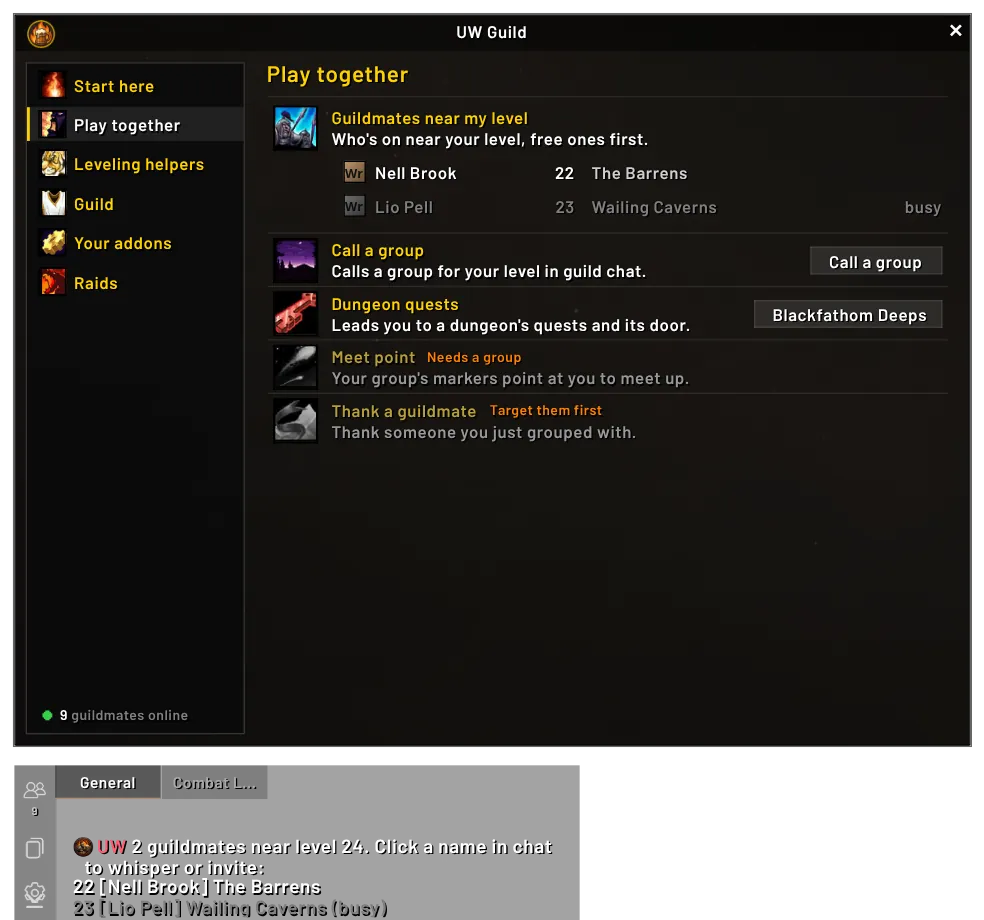 UW Guild
Start here
Play together
Leveling helpers
Guild
Your addons
Raids
9 guildmates online
Play together
Guildmates near my level
Who's on near your level, free ones first.
Wr Nell Brook 22 The Barrens
Wr Lio Pell 23 Wailing Caverns busy
Call a group
Calls a group for your level in guild chat.
Call a group
Dungeon quests
Leads you to a dungeon's quests and its door.
Blackfathom Deeps
Meet point Needs a group
Your group's markers point at you to meet up.
Thank a guildmate Target them first
Thank someone you just grouped with.
9
General Combat L...
UW 2 guildmates near level 24. Click a name in chat
to whisper or invite:
22 [Nell Brook] The Barrens
23 [Lio Pell] Wailing Caverns (busy)